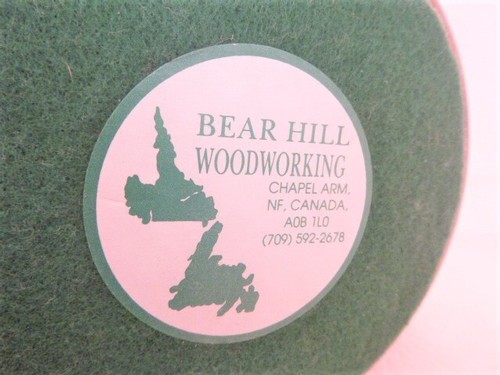 BEAR HILL
WOODWORKING
CHAPEL ARM,
NF, CANADA,
A0B 1L0
(709) 592-2678